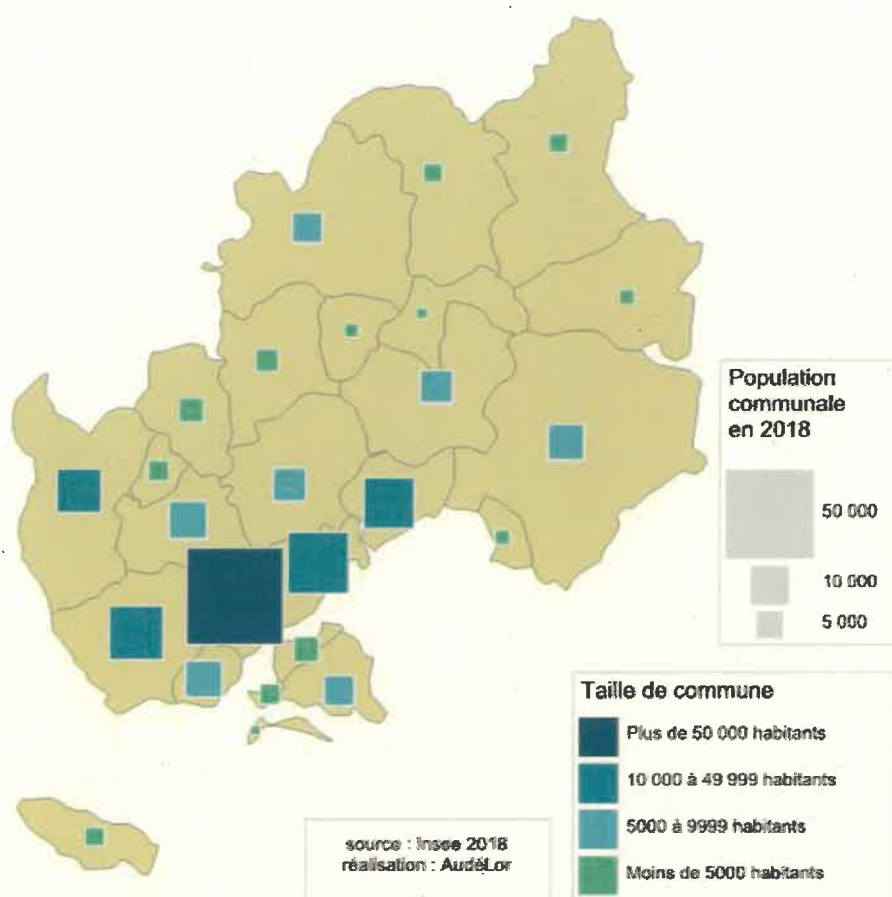 Population
communale
en 2018
50 000
10 000
5 000
Taille de commune
Plus de 50 000 habitants
10 000 à 49 999 habitants
5000 à 9999 habitants
Moins de 5000 habitants
source : Insee 2018
réalisation : AudéLor